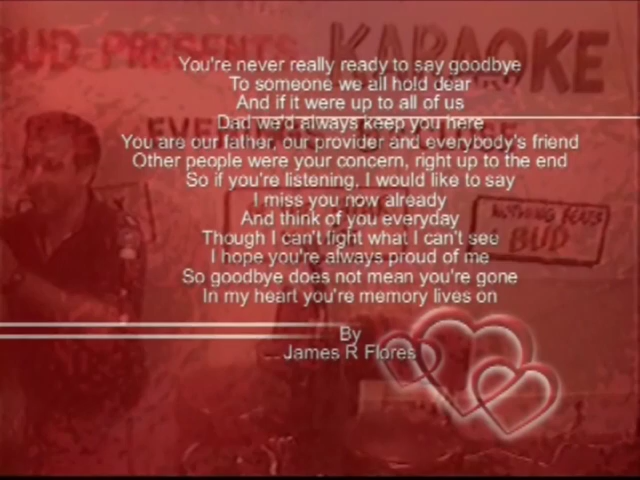 BUD PRESENTS KARAOKE
You're never really ready to say goodbye
To someone we all hold dear
And if it were up to all of us
Dad we'd always keep you here
You are our father, our provider and everybody's friend
Other people were your concern, right up to the end
So if you're listening, I would like to say
I miss you now already
And think of you everyday
Though I can't fight what I can't see
I hope you're always proud of me
So goodbye does not mean you're gone
In my heart you're memory lives on
NOTHING BEATS
BUD
By
James R Flores